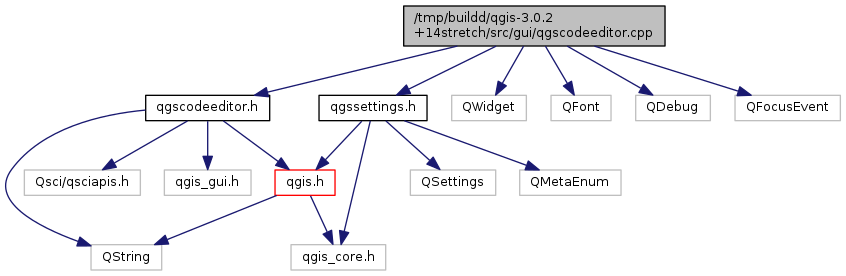 /tmp/buildd/qgis-3.0.2
+14stretch/src/gui/qgscodeeditor.cpp
qgscodeeditor.h
qgssettings.h
QWidget
QFont
QDebug
QFocusEvent
Qsci/qsciapis.h
qgis_gui.h
qgis.h
QSettings
QMetaEnum
QString
qgis_core.h